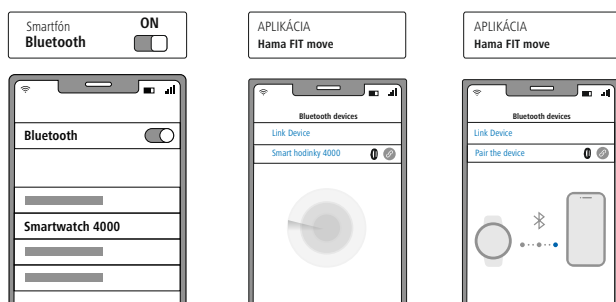 Smartfón
Bluetooth
ON
Bluetooth
Smartwatch 4000
APLIKÁCIA
Hama FIT move
Bluetooth devices
Link Device
Smart hodinky 4000
APLIKÁCIA
Hama FIT move
Bluetooth devices
Link Device
Pair the device